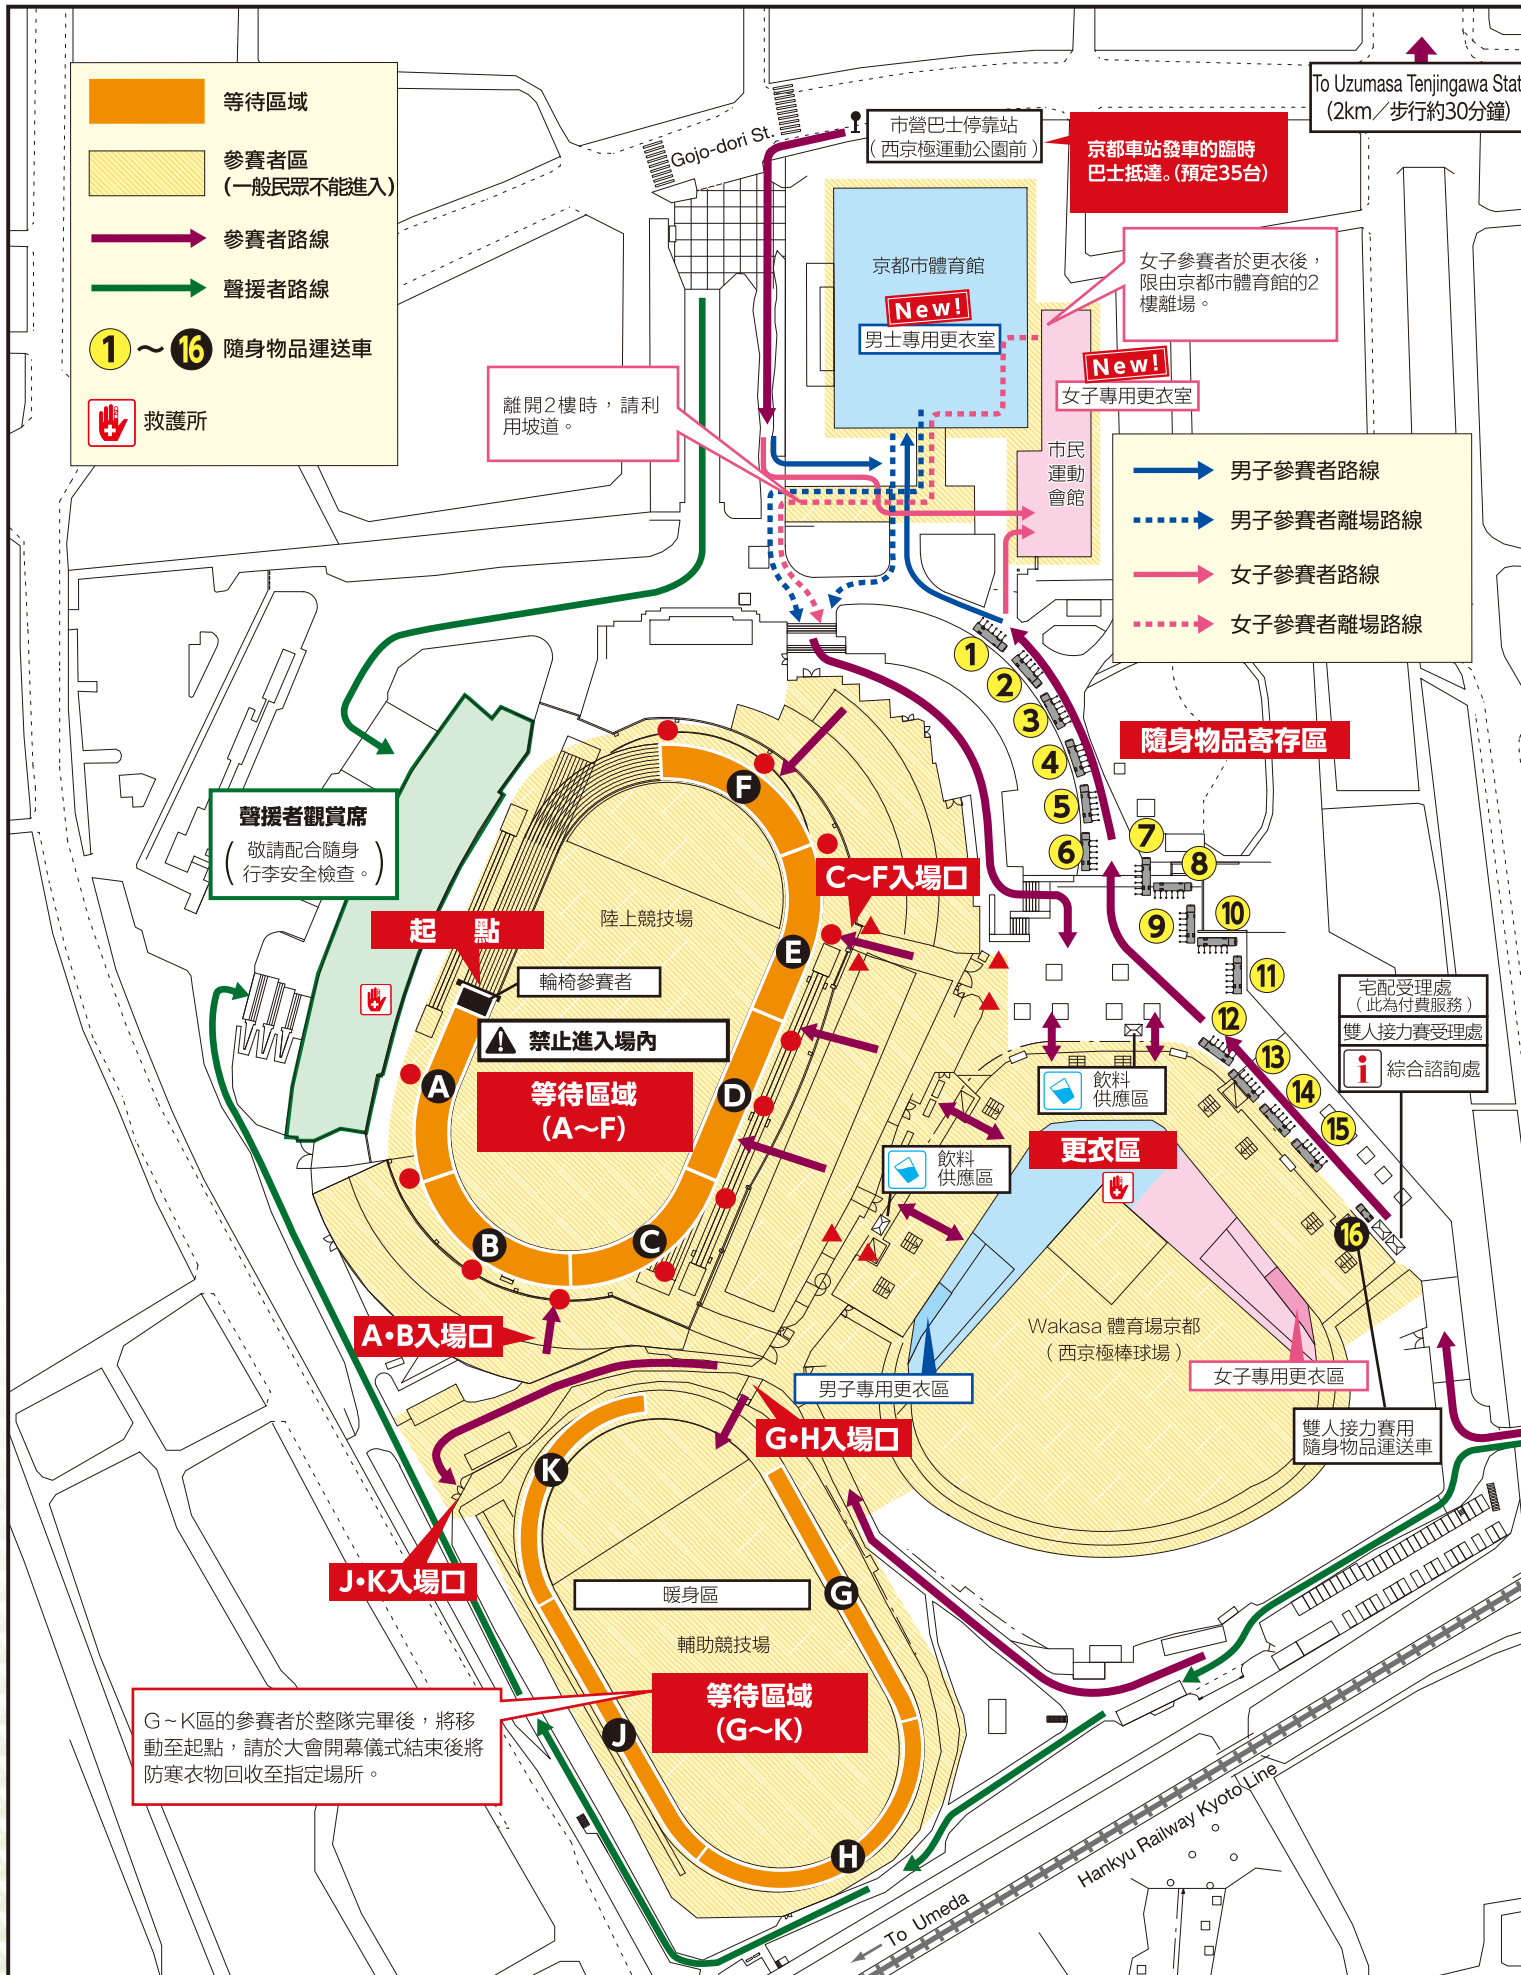 等待區域
參賽者區
(一般民眾不能進入)
參賽者路線
聲援者路線
1 ～ 16 隨身物品運送車
救護所
Gojo-dori St.
市營巴士停靠站
（西京極運動公園前）
京都車站發車的臨時
巴士抵達。(預定35台)
To Uzumasa Tenjingawa Stat
(2km／步行約30分鐘)
京都市體育館
New!
男士專用更衣室
女子參賽者於更衣後，
限由京都市體育館的2
樓離場。
New!
女子專用更衣室
市民
運動
會館
離開2樓時，請利
用坡道。
男子參賽者路線
男子參賽者離場路線
女子參賽者路線
女子參賽者離場路線
1
2
3
4
5
6
7
8
9
10
11
12
13
14
15
16
隨身物品寄存區
聲援者觀賞席
（敬請配合隨身
行李安全檢查。）
起 點
輪椅參賽者
陸上競技場
禁止進入場內
等待區域
(A～F)
A
B
C
D
E
F
C～F入場口
A・B入場口
飲料
供應區
飲料
供應區
更衣區
宅配受理處
（此為付費服務）
雙人接力賽受理處
i 綜合諮詢處
Wakasa 體育場京都
（西京極棒球場）
男子專用更衣區
女子專用更衣區
雙人接力賽用
隨身物品運送車
G・H入場口
J・K入場口
K
G
J
H
暖身區
輔助競技場
等待區域
(G～K)
G~K區的參賽者於整隊完畢後，將移
動至起點，請於大會開幕儀式結束後將
防寒衣物回收至指定場所。
Hankyu Railway Kyoto Line
To Umeda